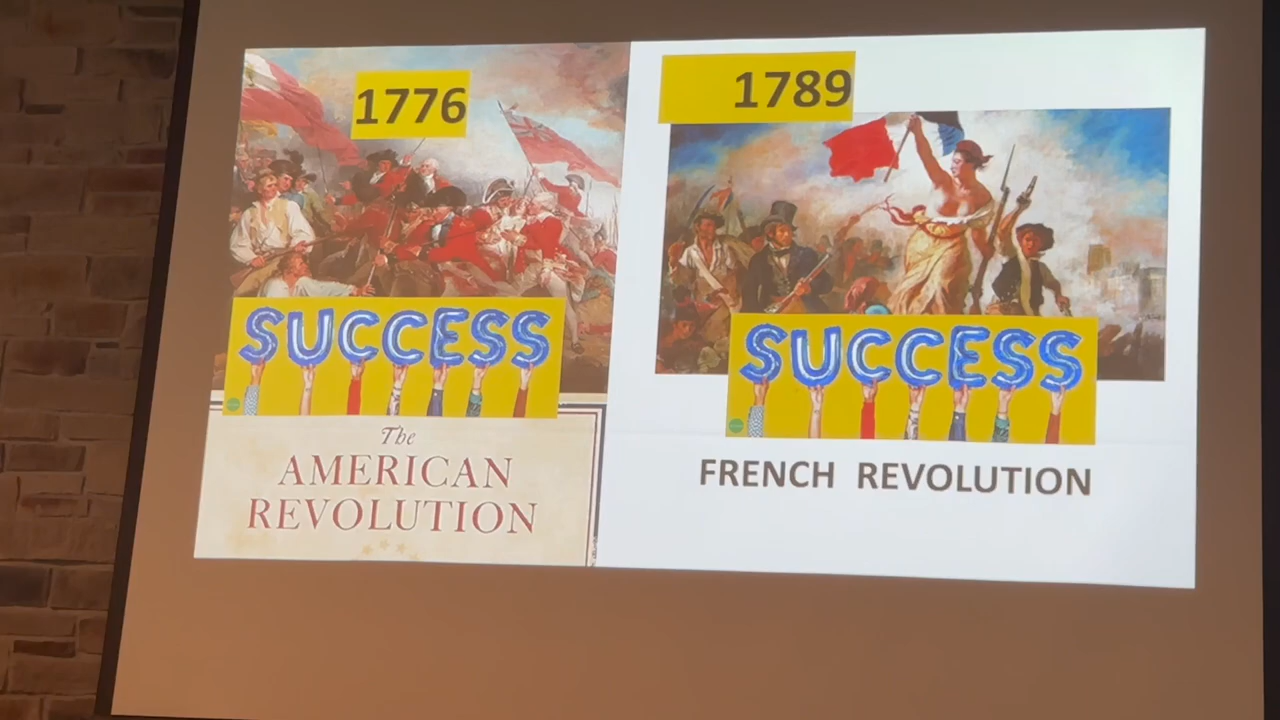 1776
SUCCESS
The
AMERICAN
REVOLUTION
1789
SUCCESS
FRENCH REVOLUTION